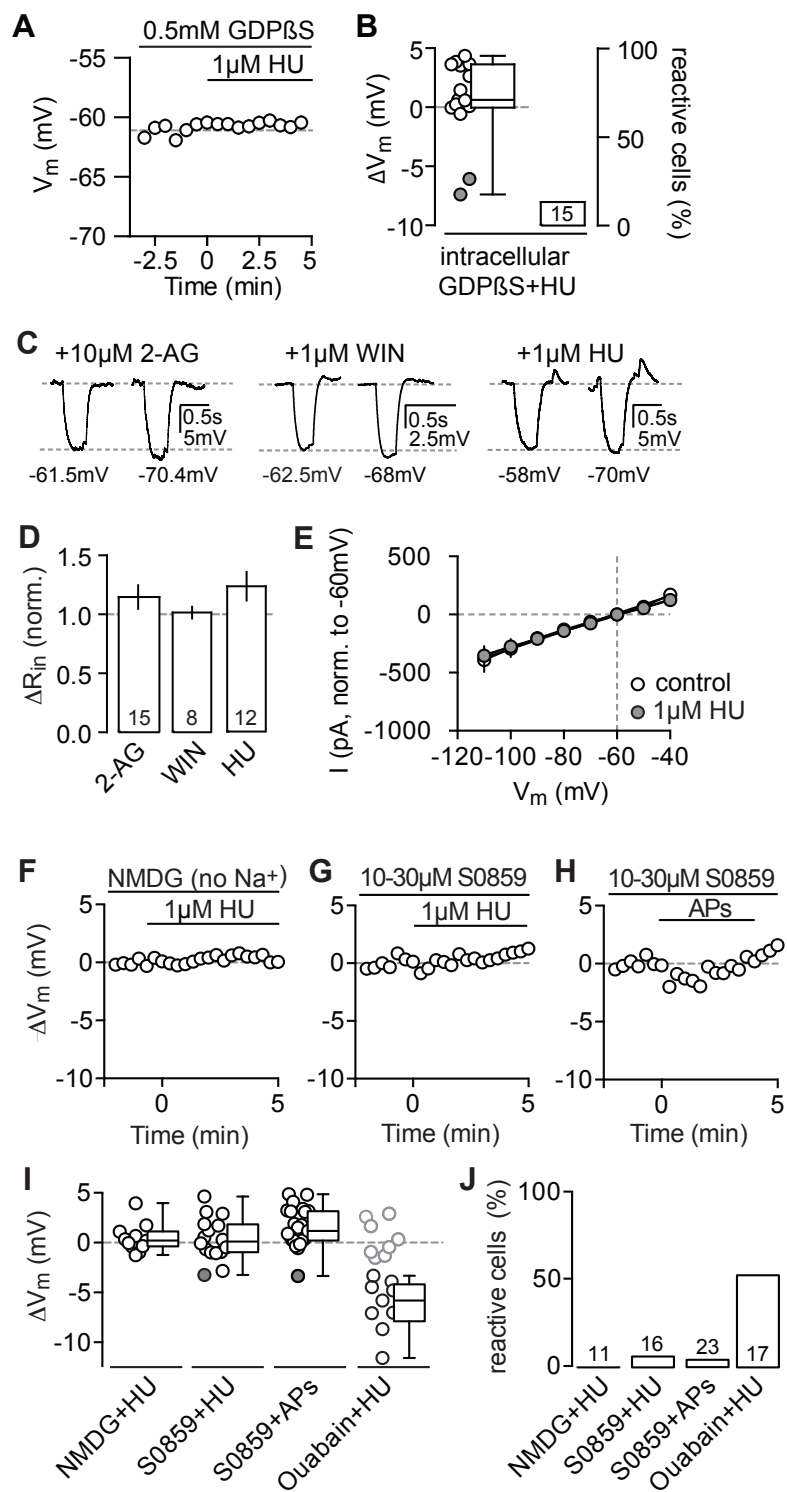 A
0.5mM GDPßS
1µM HU
-55
-60
-65
-70
Vm (mV)
-2.5 0 2.5 5
Time (min)
B
5
0
-5
-10
ΔVm (mV)
100
50
0
reactive cells (%)
15
intracellular
GDPßS+HU
C
+10µM 2-AG
+1µM WIN
+1µM HU
0.5s
5mV
0.5s
2.5mV
0.5s
5mV
-61.5mV -70.4mV
-62.5mV -68mV
-58mV -70mV
D
1.5
1.0
0.5
0.0
ΔRin (norm.)
15 8 12
2-AG WIN HU
E
500
0
-500
-1000
I (pA, norm. to -60mV)
control
1µM HU
-120 -100 -80 -60 -40
Vm (mV)
F
NMDG (no Na+)
1µM HU
5
0
-5
-10
ΔVm (mV)
0 5
Time (min)
G
10-30µM S0859
1µM HU
5
0
-5
-10
0 5
Time (min)
H
10-30µM S0859
APs
5
0
-5
-10
0 5
Time (min)
I
5
0
-5
-10
ΔVm (mV)
NMDG+HU
S0859+HU
S0859+APs
Ouabain+HU
J
100
50
0
reactive cells (%)
11 16 23 17
NMDG+HU
S0859+HU
S0859+APs
Ouabain+HU